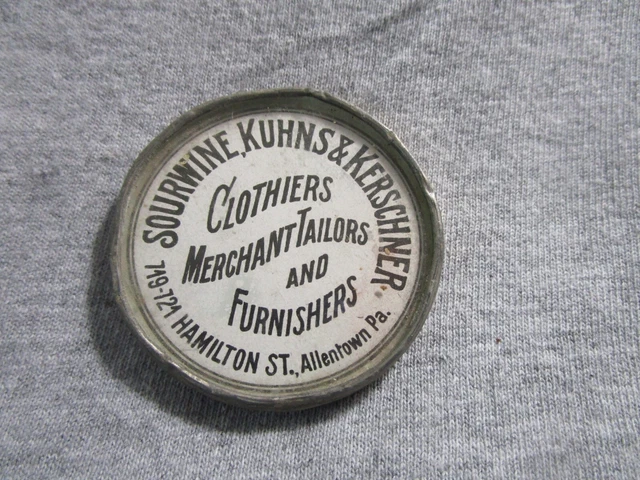 SOURWINE, KUHNS & KERSCHNER.
CLOTHIERS
MERCHANT TAILORS
AND
FURNISHERS
719-721 HAMILTON ST., Allentown Pa.